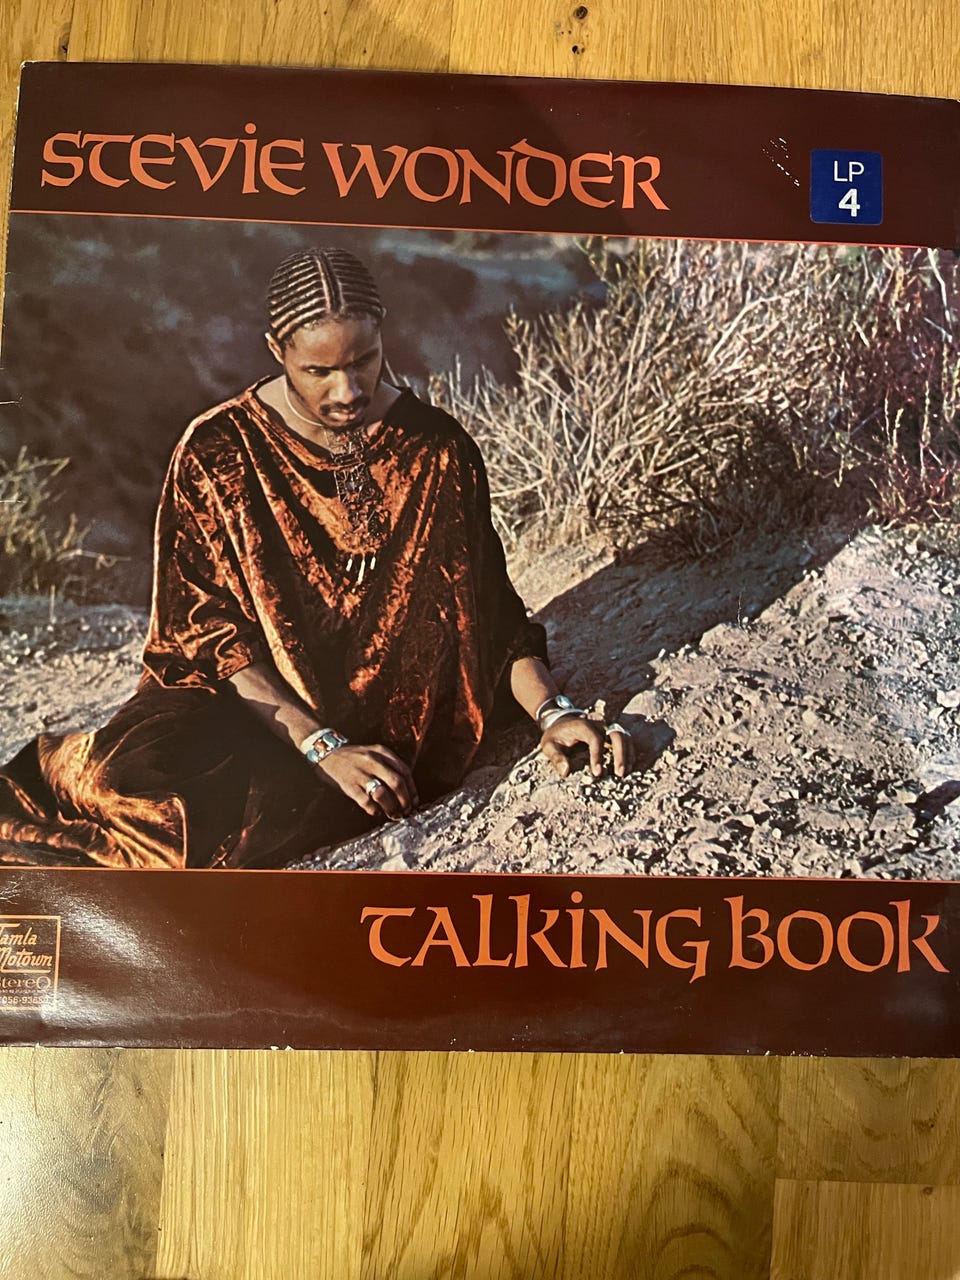 STEVIE WONDER
LP
4
TALKING BOOK
Tamla
Motown
Stereo